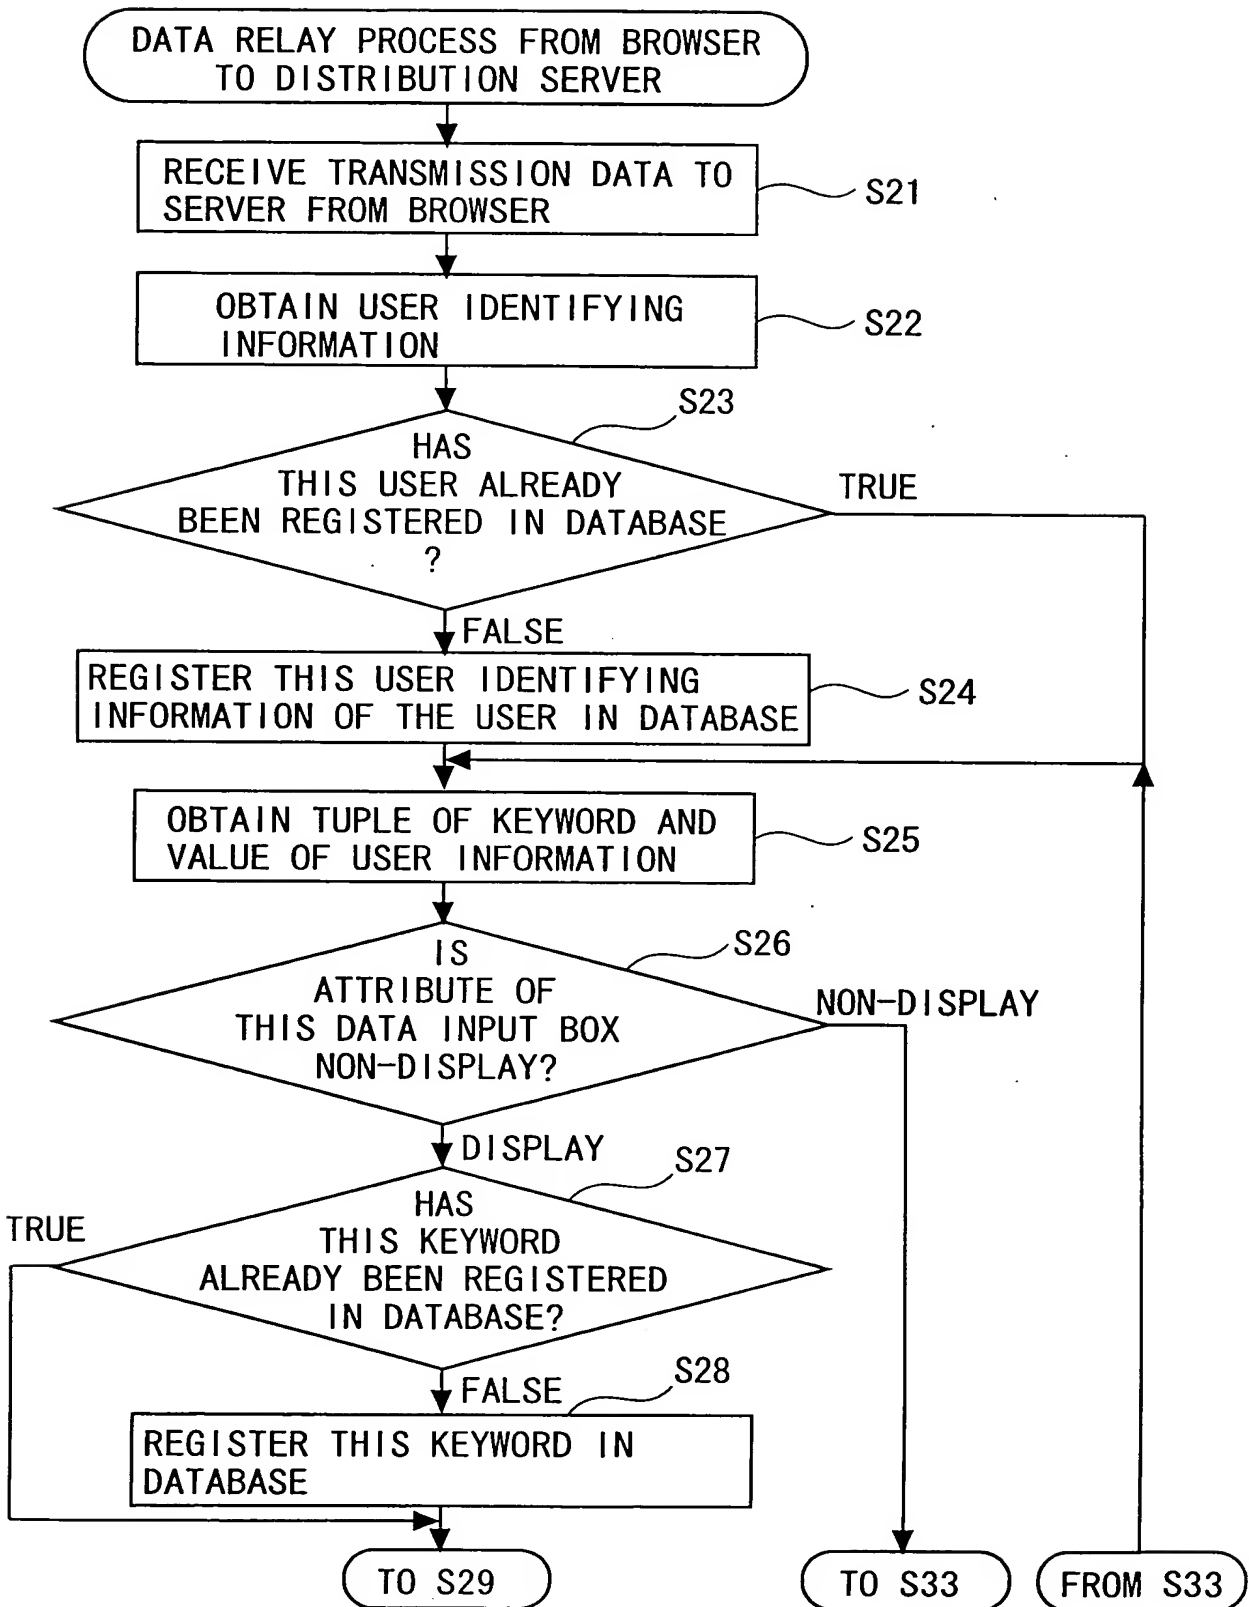 DATA RELAY PROCESS FROM BROWSER
TO DISTRIBUTION SERVER
RECEIVE TRANSMISSION DATA TO
SERVER FROM BROWSER
S21
OBTAIN USER IDENTIFYING
INFORMATION
S22
S23
HAS
THIS USER ALREADY
BEEN REGISTERED IN DATABASE
?
TRUE
FALSE
REGISTER THIS USER IDENTIFYING
INFORMATION OF THE USER IN DATABASE
S24
OBTAIN TUPLE OF KEYWORD AND
VALUE OF USER INFORMATION
S25
S26
IS
ATTRIBUTE OF
THIS DATA INPUT BOX
NON-DISPLAY?
NON-DISPLAY
DISPLAY
S27
HAS
THIS KEYWORD
ALREADY BEEN REGISTERED
IN DATABASE?
TRUE
FALSE
S28
REGISTER THIS KEYWORD IN
DATABASE
TO S29
TO S33
FROM S33